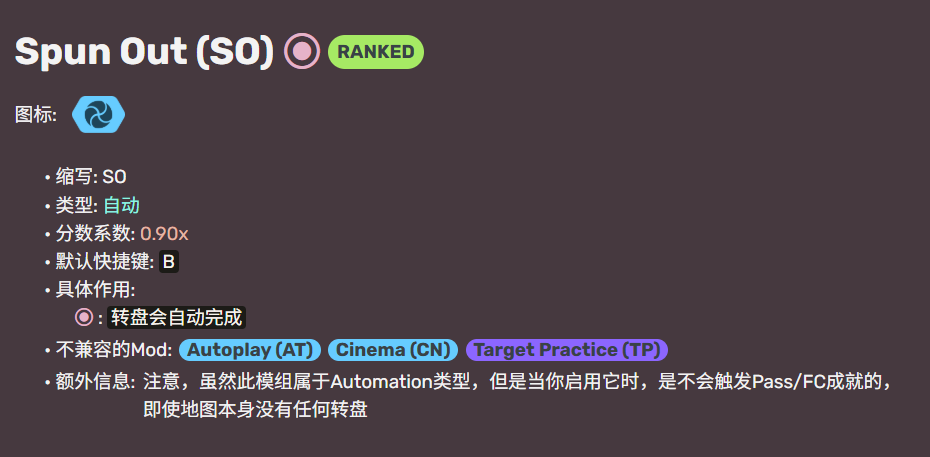 Spun Out (SO) RANKED
图标:
• 缩写: SO
• 类型: 自动
• 分数系数: 0.90x
• 默认快捷键: B
• 具体作用:
: 转盘会自动完成
• 不兼容的Mod: Autoplay (AT) Cinema (CN) Target Practice (TP)
• 额外信息: 注意，虽然此模组属于Automation类型，但是当你启用它时，是不会触发Pass/FC成就的，
即使地图本身没有任何转盘